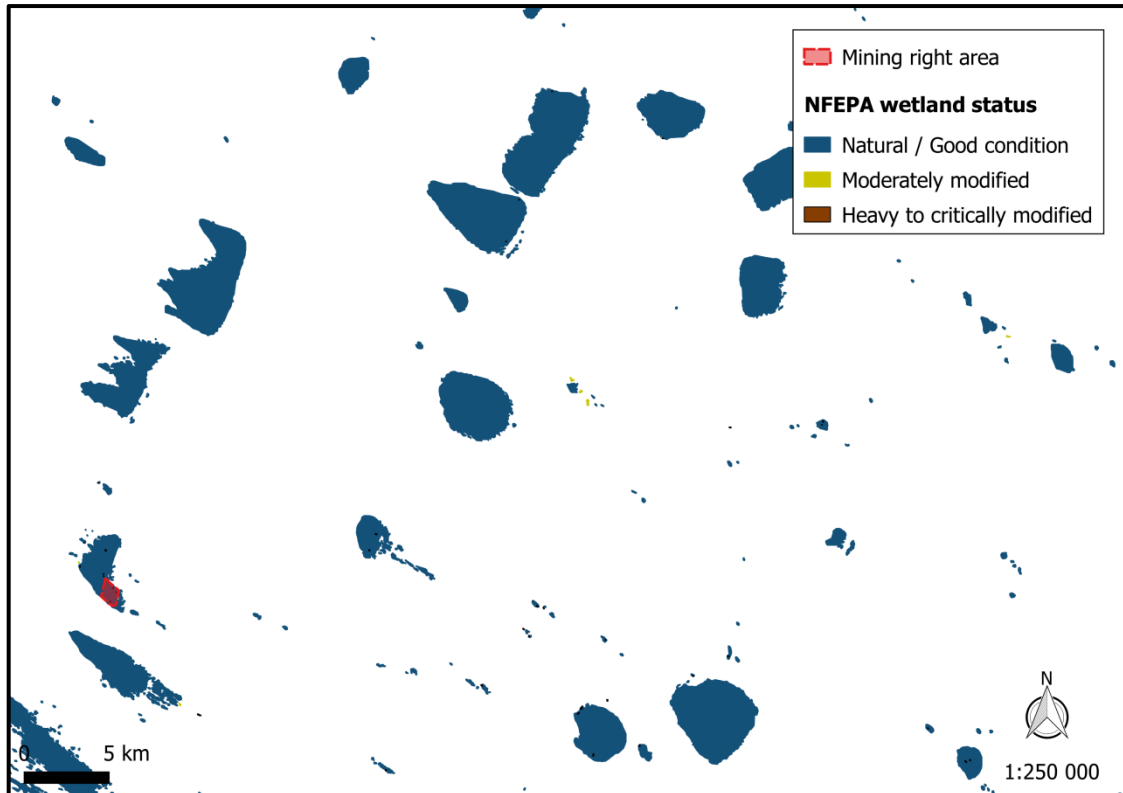 Mining right area
NFEPA wetland status
Natural / Good condition
Moderately modified
Heavy to critically modified
N
0 5 km
1:250 000